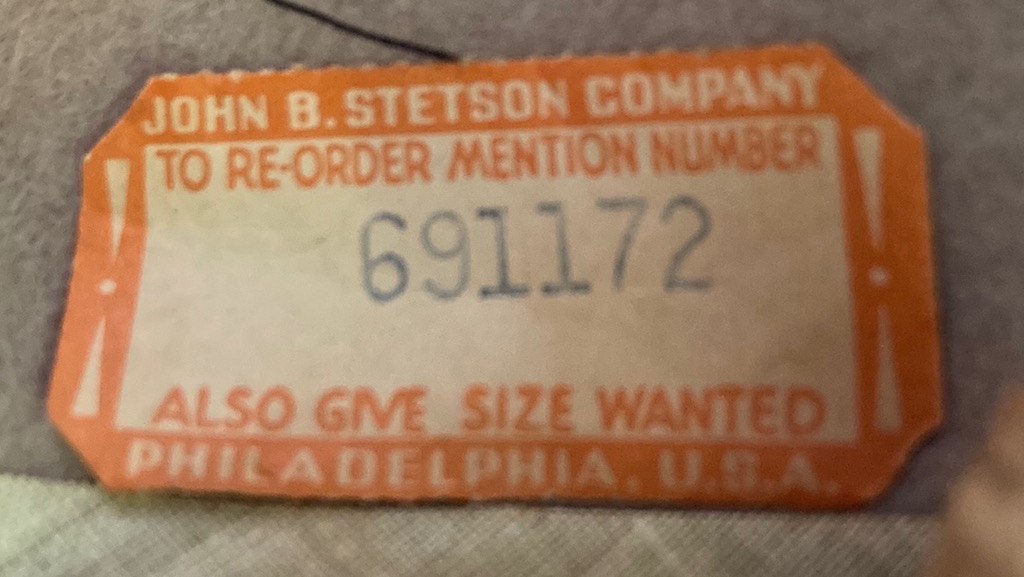 JOHN B. STETSON COMPANY
TO RE-ORDER MENTION NUMBER
691172
ALSO GIVE SIZE WANTED
PHILADELPHIA, U.S.A.